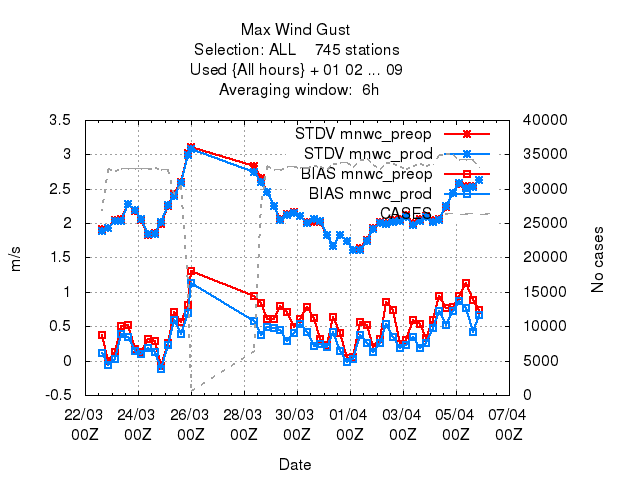 Max Wind Gust
Selection: ALL    745 stations
Used {All hours} + 01 02 ... 09
Averaging window:  6h
3.5
3
2.5
2
1.5
1
0.5
0
-0.5
m/s
40000
35000
30000
25000
20000
15000
10000
5000
0
No cases
STDV mnwc_preop
STDV mnwc_prod
BIAS mnwc_preop
BIAS mnwc_prod
CASES
22/03 24/03 26/03 28/03 30/03 01/04 03/04 05/04 07/04
00Z 00Z 00Z 00Z 00Z 00Z 00Z 00Z 00Z
Date